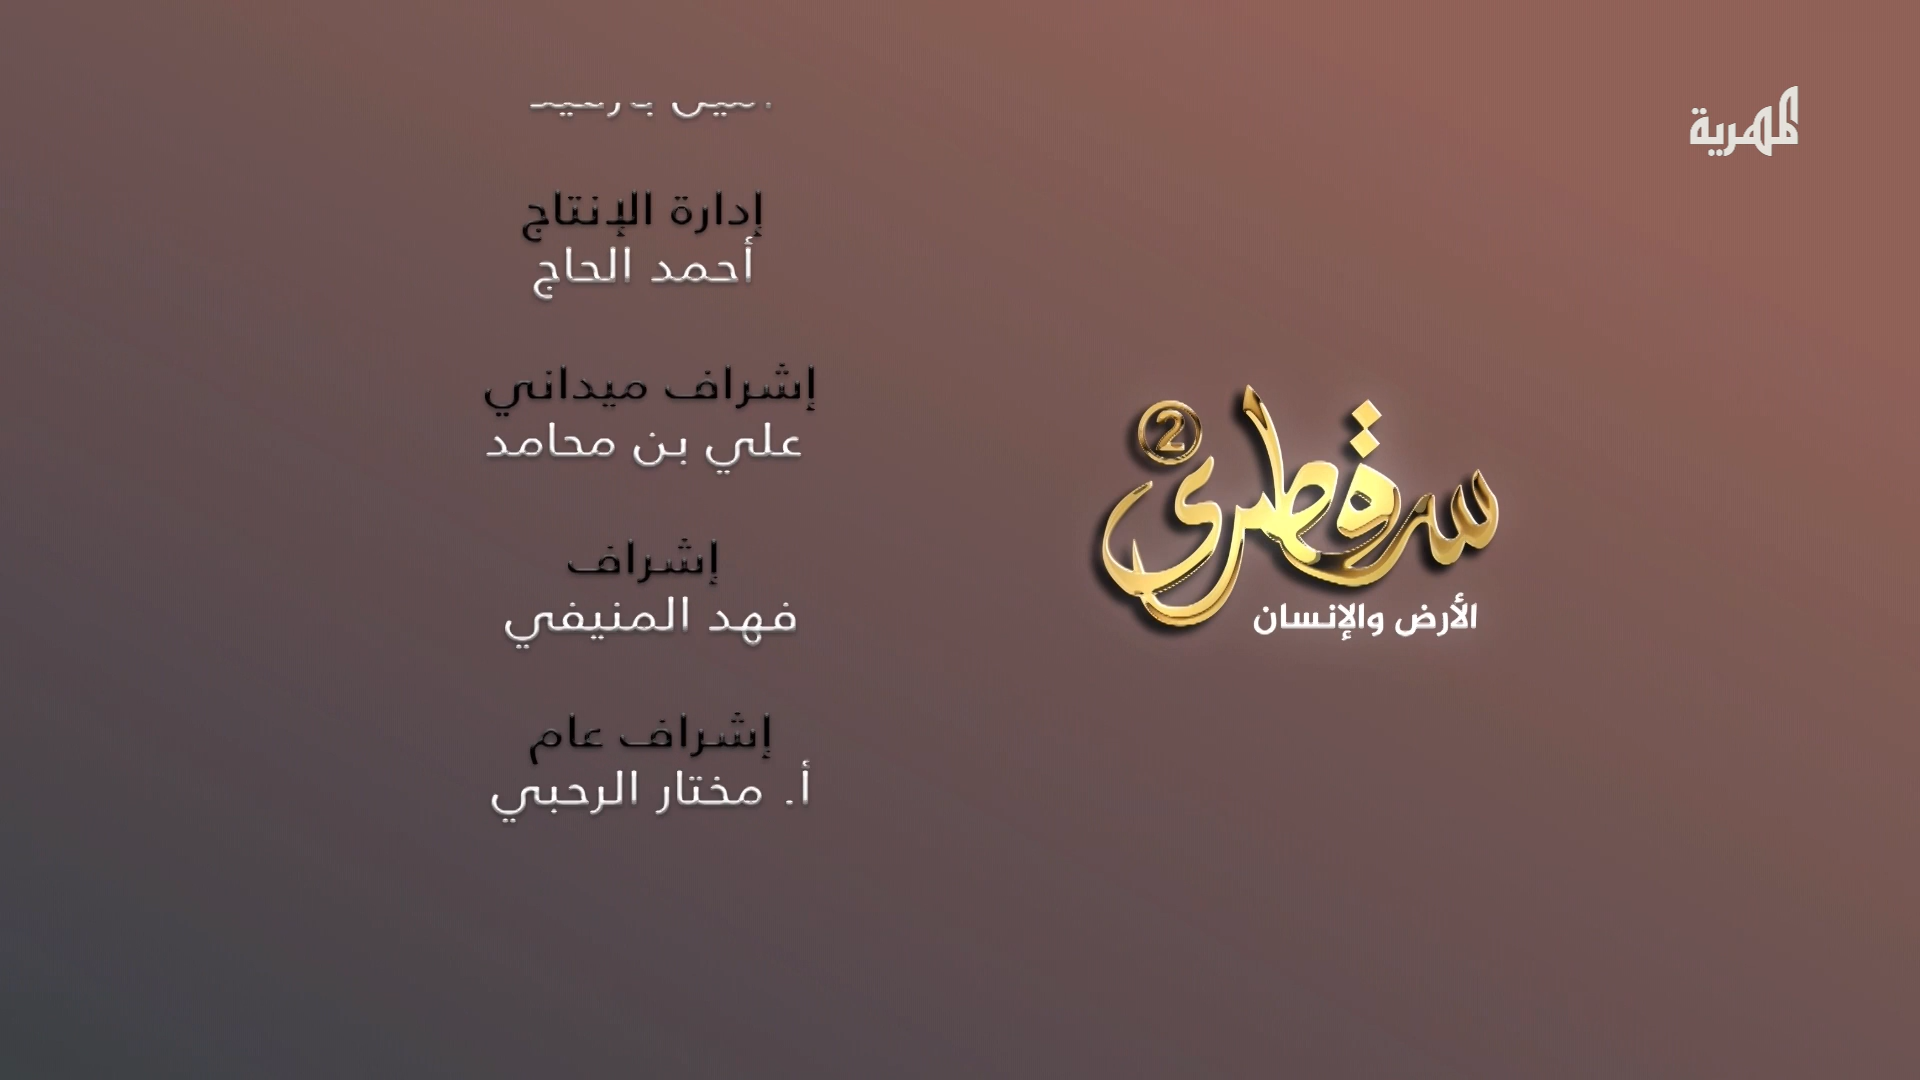 المهرية
إدارة الإنتاج
أحمد الحاج
إشراف ميداني
علي بن محامد
إشراف
فهد المنيفي
إشراف عام
أ. مختار الرحبي
سقطرى
2
الأرض والإنسان